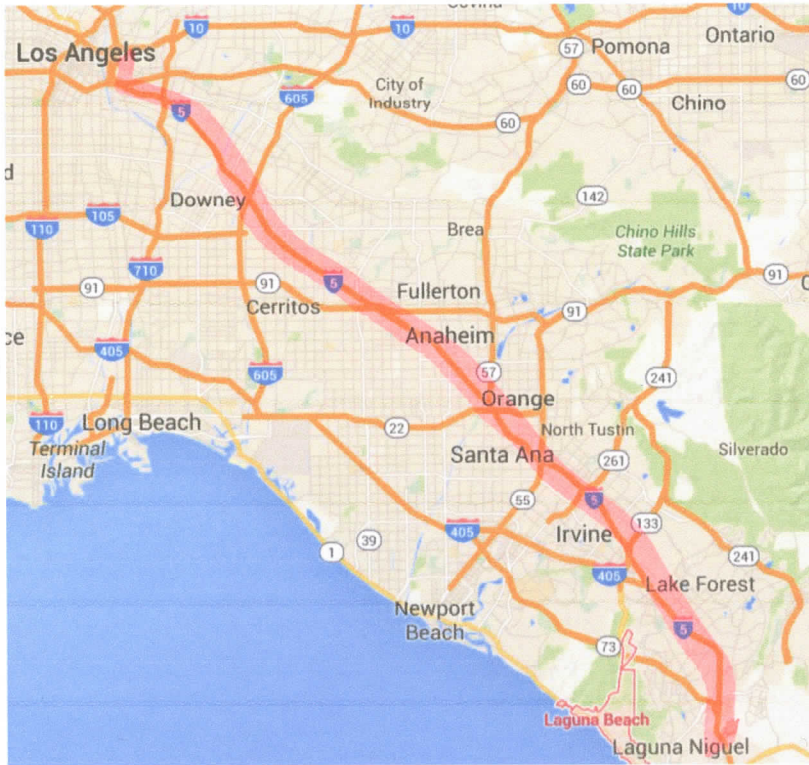 Covina
10
10
10
Los Angeles
57
Pomona
Ontario
5
605
City of
Industry
60
60
60
60
Chino
Downey
142
110
105
Brea
Chino Hills
State Park
710
91
91
5
Fullerton
91
91
Cerritos
Anaheim
405
605
57
241
Orange
110
Long Beach
22
North Tustin
Terminal
Island
Santa Ana
261
Silverado
55
5
1
39
405
Irvine
133
241
405
Lake Forest
Newport
Beach
5
73
Laguna Beach
Laguna Niguel